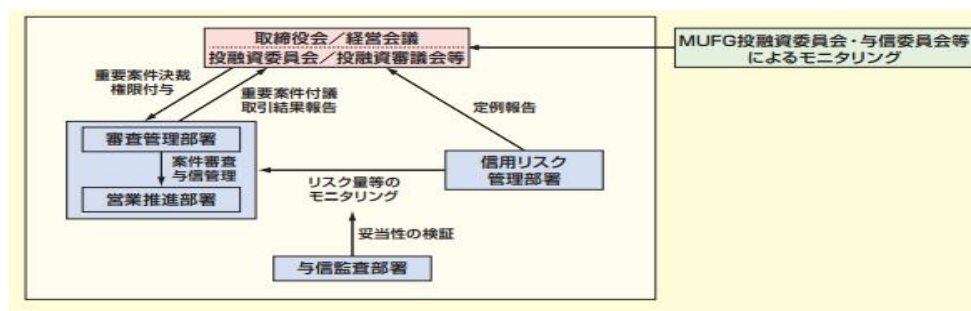 取締役会／経営会議
投融資委員会／投融資審議会等
MUFG投融資委員会・与信委員会等
によるモニタリング
重要案件決裁
権限付与
重要案件付議
取引結果報告
定例報告
審査管理部署
案件審査
与信管理
営業推進部署
信用リスク
管理部署
リスク量等の
モニタリング
妥当性の検証
与信監査部署